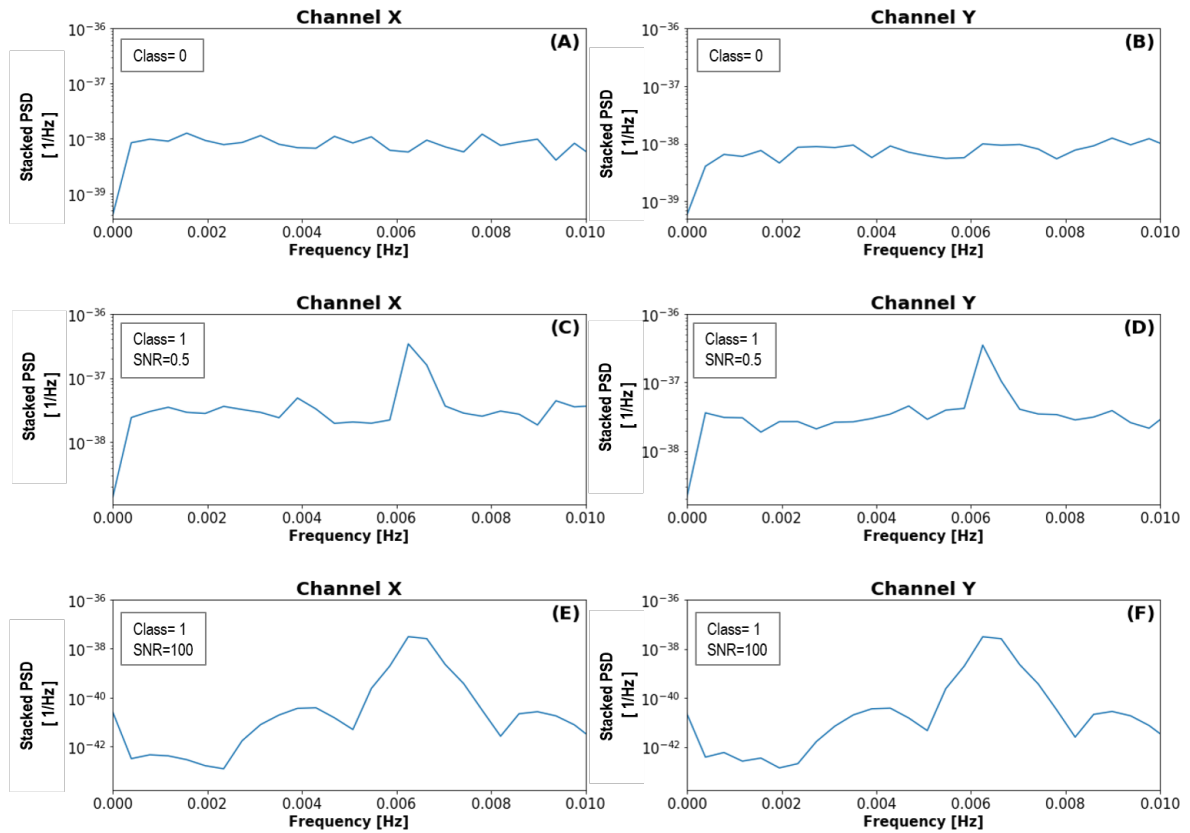 Channel X
(A)
Class= 0
Stacked PSD
[ 1/Hz ]
10⁻³⁶
10⁻³⁷
10⁻³⁸
10⁻³⁹
0.000 0.002 0.004 0.006 0.008 0.010
Frequency [Hz]
Channel Y
(B)
Class= 0
Stacked PSD
[ 1/Hz ]
10⁻³⁶
10⁻³⁷
10⁻³⁸
10⁻³⁹
0.000 0.002 0.004 0.006 0.008 0.010
Frequency [Hz]
Channel X
(C)
Class= 1
SNR=0.5
Stacked PSD
[ 1/Hz ]
10⁻³⁶
10⁻³⁷
10⁻³⁸
0.000 0.002 0.004 0.006 0.008 0.010
Frequency [Hz]
Channel Y
(D)
Class= 1
SNR=0.5
Stacked PSD
[ 1/Hz ]
10⁻³⁶
10⁻³⁷
10⁻³⁸
0.000 0.002 0.004 0.006 0.008 0.010
Frequency [Hz]
Channel X
(E)
Class= 1
SNR=100
Stacked PSD
[ 1/Hz ]
10⁻³⁶
10⁻³⁸
10⁻⁴⁰
10⁻⁴²
0.000 0.002 0.004 0.006 0.008 0.010
Frequency [Hz]
Channel Y
(F)
Class= 1
SNR=100
Stacked PSD
[ 1/Hz ]
10⁻³⁶
10⁻³⁸
10⁻⁴⁰
10⁻⁴²
0.000 0.002 0.004 0.006 0.008 0.010
Frequency [Hz]